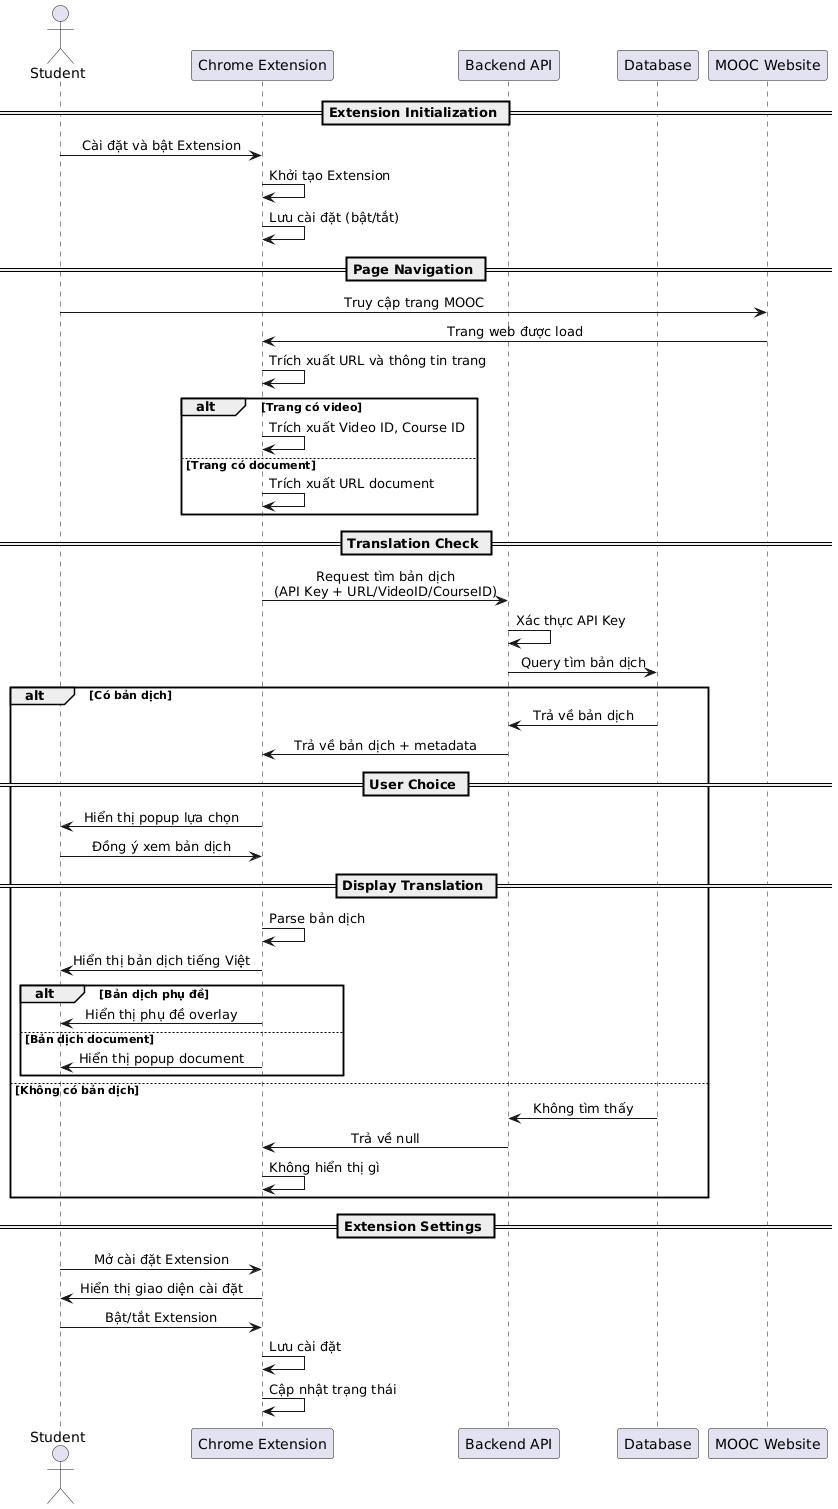 Student
Chrome Extension
Backend API
Database
MOOC Website
Extension Initialization
Cài đặt và bật Extension
Khởi tạo Extension
Lưu cài đặt (bật/tắt)
Page Navigation
Truy cập trang MOOC
Trang web được load
Trích xuất URL và thông tin trang
alt
[Trang có video]
Trích xuất Video ID, Course ID
[Trang có document]
Trích xuất URL document
Translation Check
Request tìm bản dịch
(API Key + URL/VideoID/CourseID)
Xác thực API Key
Query tìm bản dịch
alt
[Có bản dịch]
Trả về bản dịch
Trả về bản dịch + metadata
User Choice
Hiển thị popup lựa chọn
Đồng ý xem bản dịch
Display Translation
Parse bản dịch
Hiển thị bản dịch tiếng Việt
alt
[Bản dịch phụ đề]
Hiển thị phụ đề overlay
[Bản dịch document]
Hiển thị popup document
[Không có bản dịch]
Không tìm thấy
Trả về null
Không hiển thị gì
Extension Settings
Mở cài đặt Extension
Hiển thị giao diện cài đặt
Bật/tắt Extension
Lưu cài đặt
Cập nhật trạng thái
Student
Chrome Extension
Backend API
Database
MOOC Website